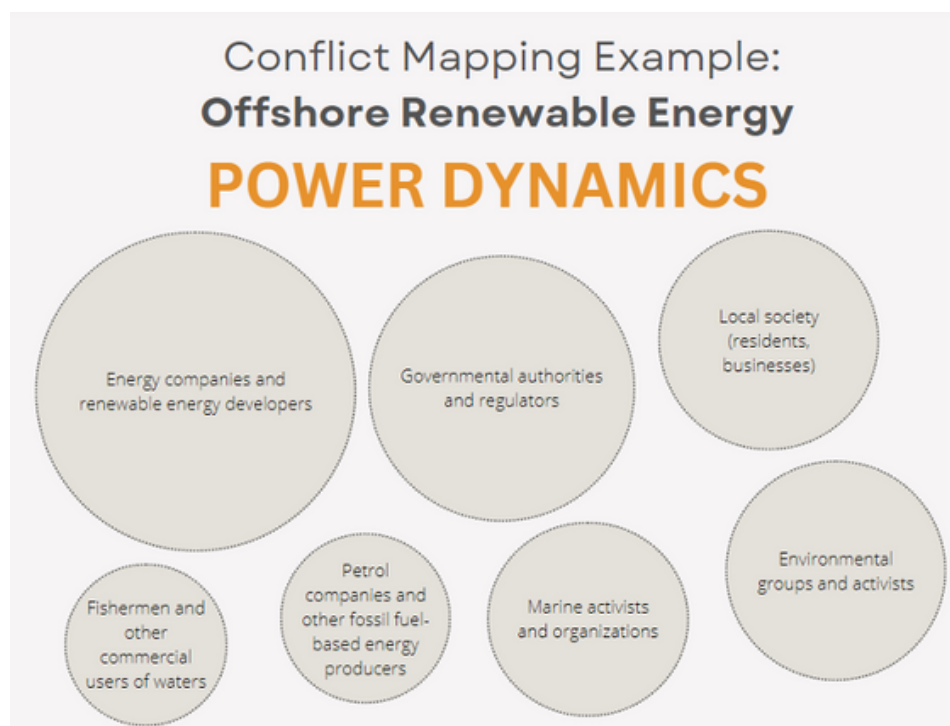 Conflict Mapping Example:
Offshore Renewable Energy
POWER DYNAMICS
Energy companies and
renewable energy developers
Governmental authorities
and regulators
Local society
(residents,
businesses)
Fishermen and
other
commercial
users of waters
Petrol
companies and
other fossil fuel-
based energy
producers
Marine activists
and organizations
Environmental
groups and activists